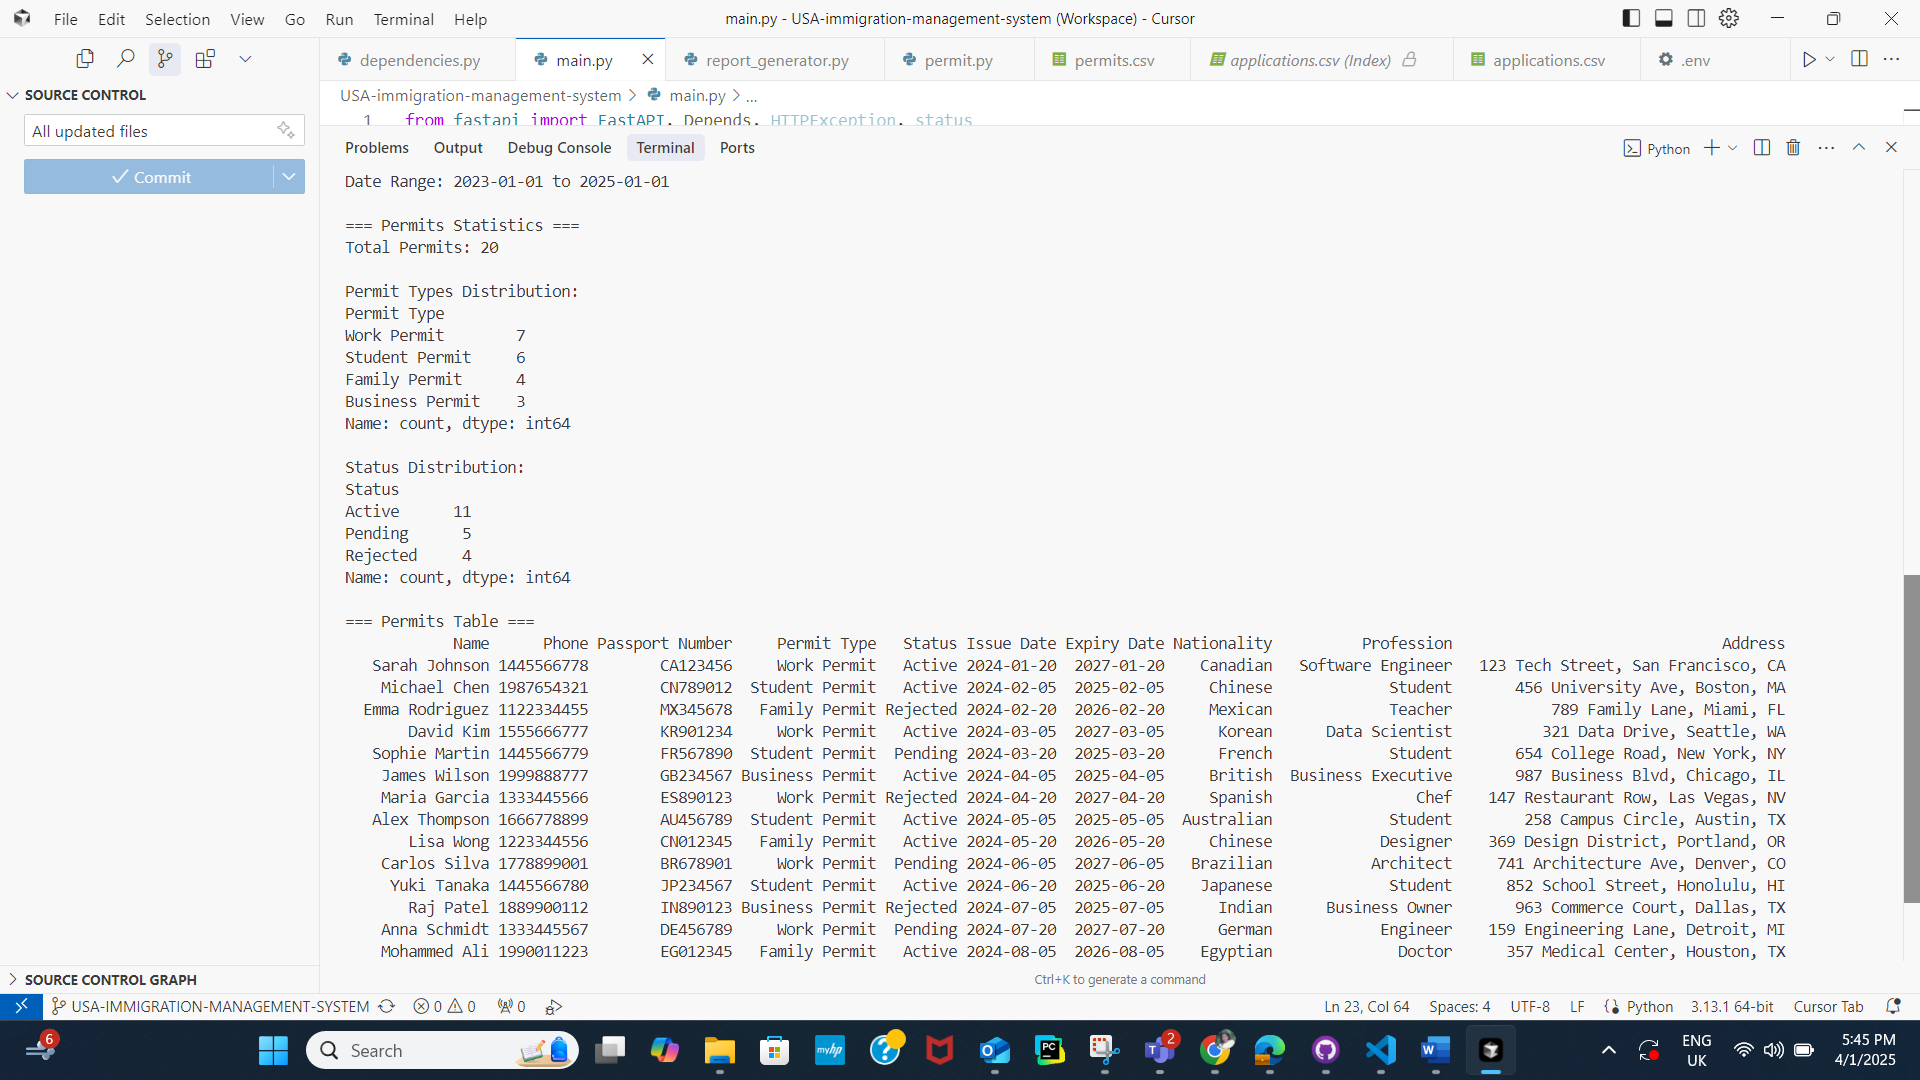 File Edit Selection View Go Run Terminal Help
main.py - USA-immigration-management-system (Workspace) - Cursor
dependencies.py main.py report_generator.py permit.py permits.csv applications.csv (Index) applications.csv .env
SOURCE CONTROL
All updated files
Commit
USA-immigration-management-system > main.py > ...
1 from fastapi import FastAPI, Depends, HTTPException, status
Problems Output Debug Console Terminal Ports
Python
Date Range: 2023-01-01 to 2025-01-01
=== Permits Statistics ===
Total Permits: 20
Permit Types Distribution:
Permit Type
Work Permit 7
Student Permit 6
Family Permit 4
Business Permit 3
Name: count, dtype: int64
Status Distribution:
Status
Active 11
Pending 5
Rejected 4
Name: count, dtype: int64
=== Permits Table ===
Name Phone Passport Number Permit Type Status Issue Date Expiry Date Nationality Profession Address
Sarah Johnson 1445566778 CA123456 Work Permit Active 2024-01-20 2027-01-20 Canadian Software Engineer 123 Tech Street, San Francisco, CA
Michael Chen 1987654321 CN789012 Student Permit Active 2024-02-05 2025-02-05 Chinese Student 456 University Ave, Boston, MA
Emma Rodriguez 1122334455 MX345678 Family Permit Rejected 2024-02-20 2026-02-20 Mexican Teacher 789 Family Lane, Miami, FL
David Kim 1555666777 KR901234 Work Permit Active 2024-03-05 2027-03-05 Korean Data Scientist 321 Data Drive, Seattle, WA
Sophie Martin 1445566779 FR567890 Student Permit Pending 2024-03-20 2025-03-20 French Student 654 College Road, New York, NY
James Wilson 1999888777 GB234567 Business Permit Active 2024-04-05 2025-04-05 British Business Executive 987 Business Blvd, Chicago, IL
Maria Garcia 1333445566 ES890123 Work Permit Rejected 2024-04-20 2027-04-20 Spanish Chef 147 Restaurant Row, Las Vegas, NV
Alex Thompson 1666778899 AU456789 Student Permit Active 2024-05-05 2025-05-05 Australian Student 258 Campus Circle, Austin, TX
Lisa Wong 1223344556 CN012345 Family Permit Active 2024-05-20 2026-05-20 Chinese Designer 369 Design District, Portland, OR
Carlos Silva 1778899001 BR678901 Work Permit Pending 2024-06-05 2027-06-05 Brazilian Architect 741 Architecture Ave, Denver, CO
Yuki Tanaka 1445566780 JP234567 Student Permit Active 2024-06-20 2025-06-20 Japanese Student 852 School Street, Honolulu, HI
Raj Patel 1889900112 IN890123 Business Permit Rejected 2024-07-05 2025-07-05 Indian Business Owner 963 Commerce Court, Dallas, TX
Anna Schmidt 1333445567 DE456789 Work Permit Pending 2024-07-20 2027-07-20 German Engineer 159 Engineering Lane, Detroit, MI
Mohammed Ali 1990011223 EG012345 Family Permit Active 2024-08-05 2026-08-05 Egyptian Doctor 357 Medical Center, Houston, TX
Ctrl+K to generate a command
SOURCE CONTROL GRAPH
USA-IMMIGRATION-MANAGEMENT-SYSTEM 0 0 0 Ln 23, Col 64 Spaces: 4 UTF-8 LF Python 3.13.1 64-bit Cursor Tab
6 Search myhp PC 2 ENG 5:45 PM
UK 4/1/2025